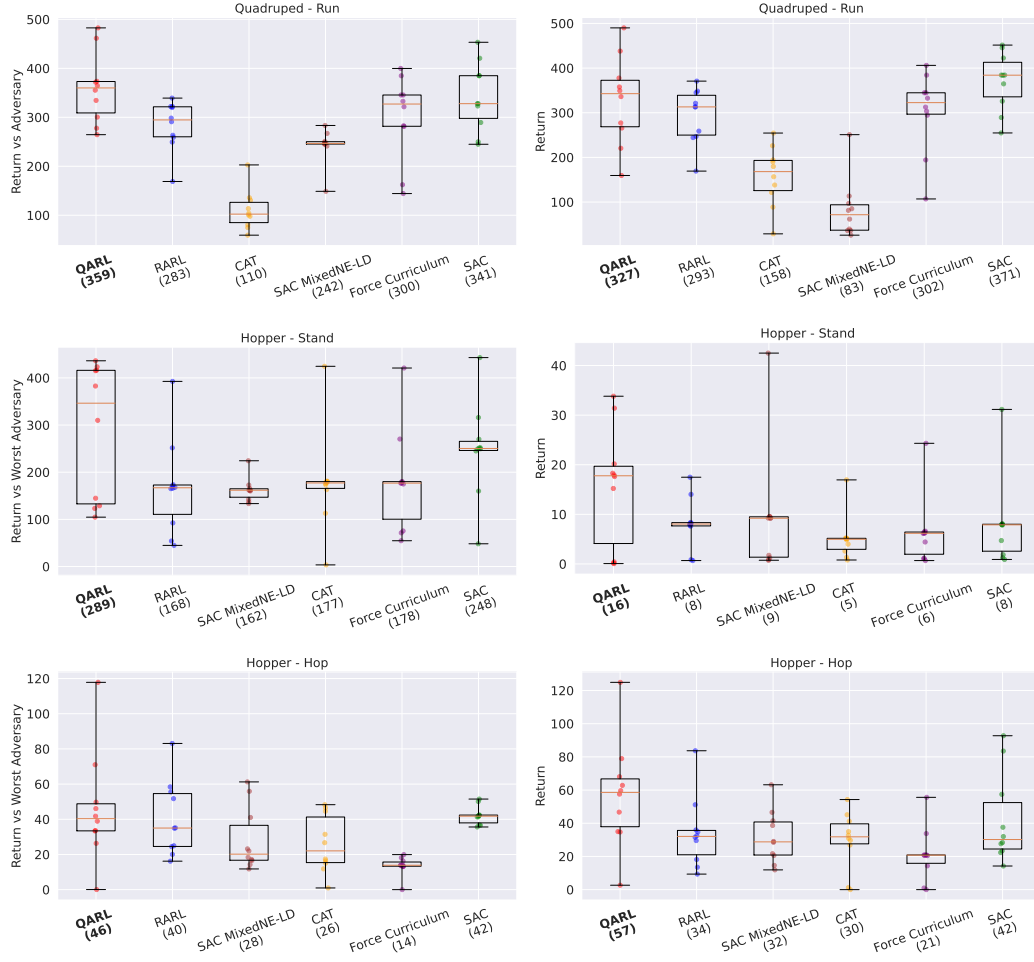 Quadruped - Run
Return vs Adversary
500
400
300
200
100
QARL
(359)
RARL
(283)
CAT
(110)
SAC MixedNE-LD
(242)
Force Curriculum
(300)
SAC
(341)
Quadruped - Run
Return
500
400
300
200
100
QARL
(327)
RARL
(293)
CAT
(158)
SAC MixedNE-LD
(83)
Force Curriculum
(302)
SAC
(371)
Hopper - Stand
Return vs Worst Adversary
400
300
200
100
0
QARL
(289)
RARL
(168)
SAC MixedNE-LD
(162)
CAT
(177)
Force Curriculum
(178)
SAC
(248)
Hopper - Stand
Return
40
30
20
10
0
QARL
(16)
RARL
(8)
SAC MixedNE-LD
(9)
CAT
(5)
Force Curriculum
(6)
SAC
(8)
Hopper - Hop
Return vs Worst Adversary
120
100
80
60
40
20
0
QARL
(46)
RARL
(40)
SAC MixedNE-LD
(28)
CAT
(26)
Force Curriculum
(14)
SAC
(42)
Hopper - Hop
Return
120
100
80
60
40
20
0
QARL
(57)
RARL
(34)
SAC MixedNE-LD
(32)
CAT
(30)
Force Curriculum
(21)
SAC
(42)